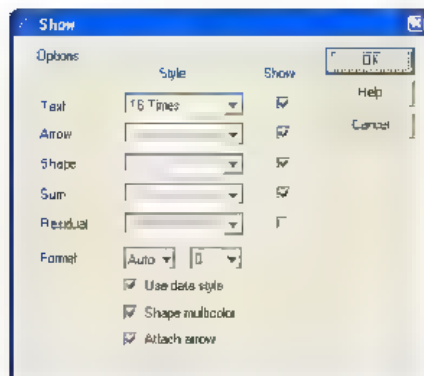 Show
Options
OK
Style
Show
Help
Text
16 Times
Cancel
Arrow
Shape
Sum
Residual
Format
Auto
0
Use data style
Shape multicolor
Attach arrow